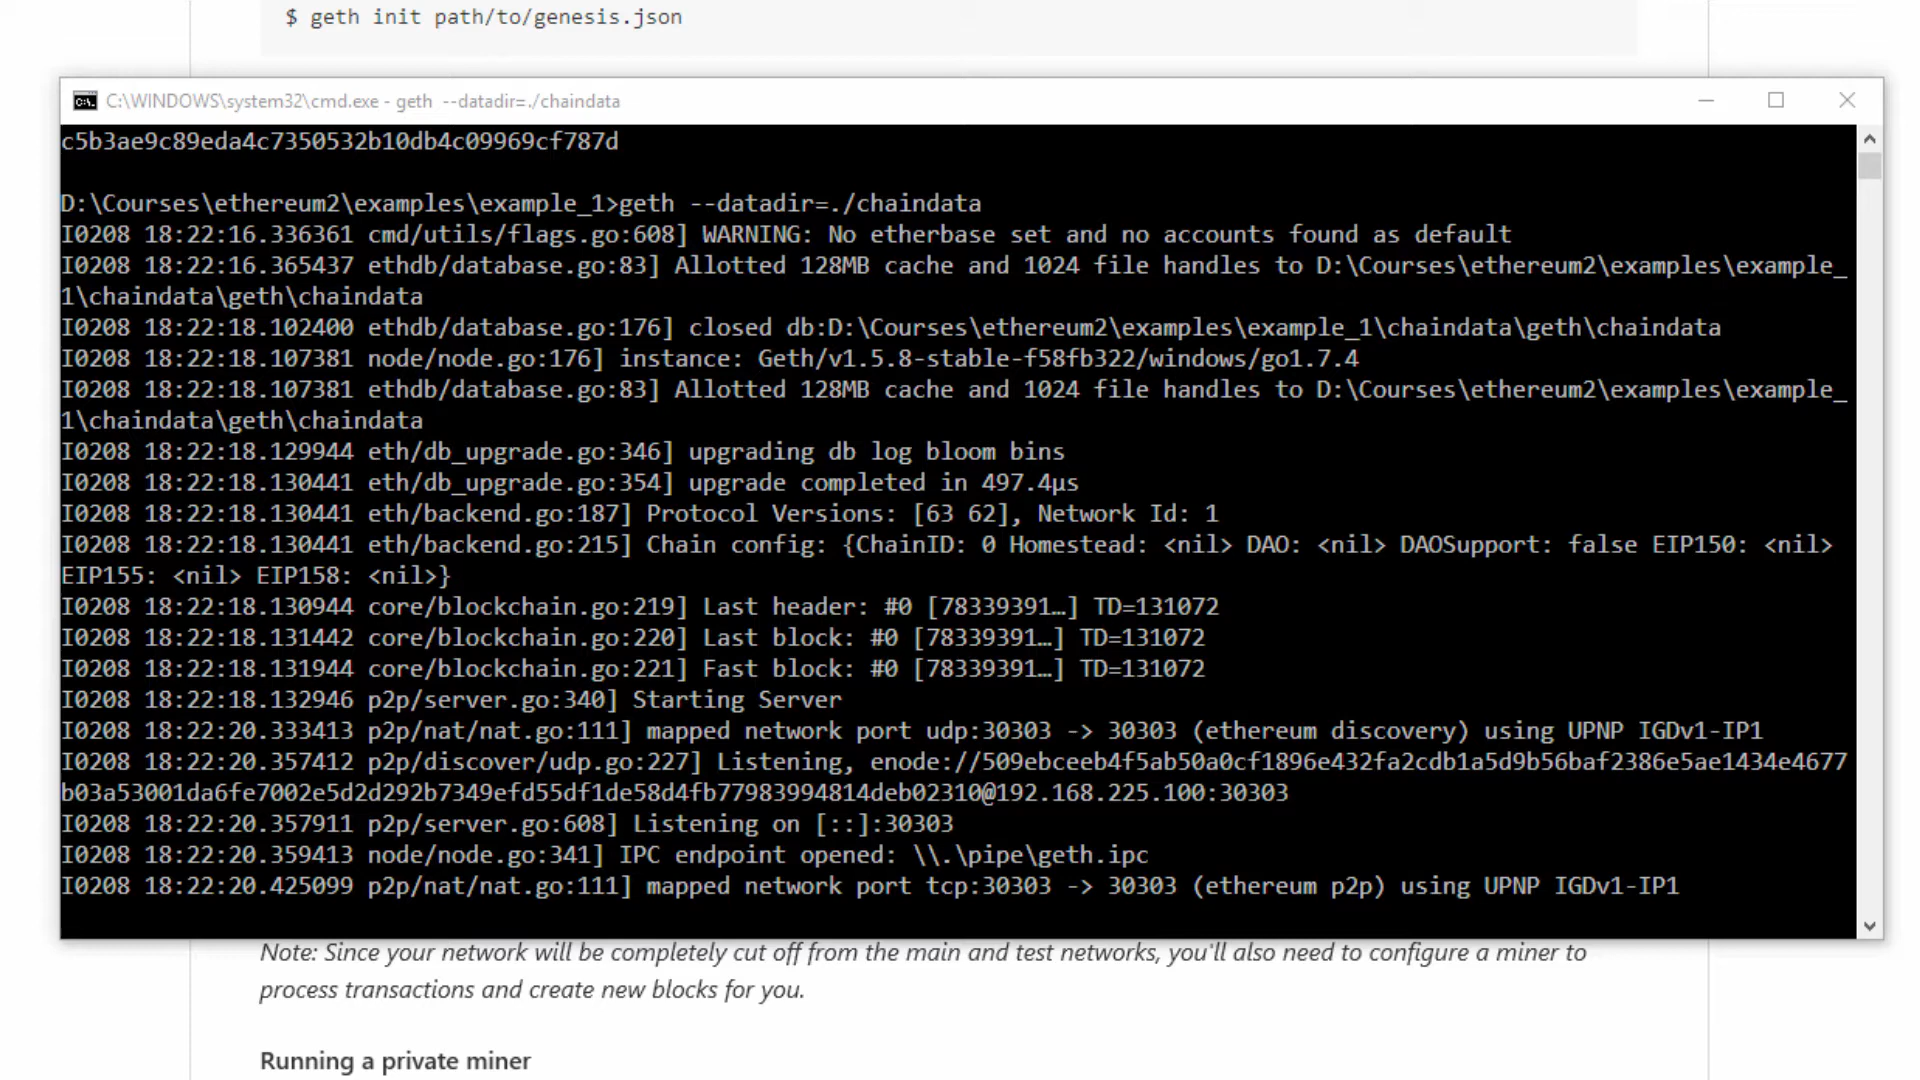 $ geth init path/to/genesis.json
C:\WINDOWS\system32\cmd.exe - geth  --datadir=./chaindata
c5b3ae9c89eda4c7350532b10db4c09969cf787d
D:\Courses\ethereum2\examples\example_1>geth --datadir=./chaindata
I0208 18:22:16.336361 cmd/utils/flags.go:608] WARNING: No etherbase set and no accounts found as default
I0208 18:22:16.365437 ethdb/database.go:83] Allotted 128MB cache and 1024 file handles to D:\Courses\ethereum2\examples\example_
1\chaindata\geth\chaindata
I0208 18:22:18.102400 ethdb/database.go:176] closed db:D:\Courses\ethereum2\examples\example_1\chaindata\geth\chaindata
I0208 18:22:18.107381 node/node.go:176] instance: Geth/v1.5.8-stable-f58fb322/windows/go1.7.4
I0208 18:22:18.107381 ethdb/database.go:83] Allotted 128MB cache and 1024 file handles to D:\Courses\ethereum2\examples\example_
1\chaindata\geth\chaindata
I0208 18:22:18.129944 eth/db_upgrade.go:346] upgrading db log bloom bins
I0208 18:22:18.130441 eth/db_upgrade.go:354] upgrade completed in 497.4µs
I0208 18:22:18.130441 eth/backend.go:187] Protocol Versions: [63 62], Network Id: 1
I0208 18:22:18.130441 eth/backend.go:215] Chain config: {ChainID: 0 Homestead: <nil> DAO: <nil> DAOSupport: false EIP150: <nil>
EIP155: <nil> EIP158: <nil>}
I0208 18:22:18.130944 core/blockchain.go:219] Last header: #0 [78339391…] TD=131072
I0208 18:22:18.131442 core/blockchain.go:220] Last block: #0 [78339391…] TD=131072
I0208 18:22:18.131944 core/blockchain.go:221] Fast block: #0 [78339391…] TD=131072
I0208 18:22:18.132946 p2p/server.go:340] Starting Server
I0208 18:22:20.333413 p2p/nat/nat.go:111] mapped network port udp:30303 -> 30303 (ethereum discovery) using UPNP IGDv1-IP1
I0208 18:22:20.357412 p2p/discover/udp.go:227] Listening, enode://509ebceeb4f5ab50a0cf1896e432fa2cdb1a5d9b56baf2386e5ae1434e4677
b03a53001da6fe7002e5d2d292b7349efd55df1de58d4fb77983994814deb02310@192.168.225.100:30303
I0208 18:22:20.357911 p2p/server.go:608] Listening on [::]:30303
I0208 18:22:20.359413 node/node.go:341] IPC endpoint opened: \\.\pipe\geth.ipc
I0208 18:22:20.425099 p2p/nat/nat.go:111] mapped network port tcp:30303 -> 30303 (ethereum p2p) using UPNP IGDv1-IP1
Note: Since your network will be completely cut off from the main and test networks, you'll also need to configure a miner to
process transactions and create new blocks for you.
Running a private miner